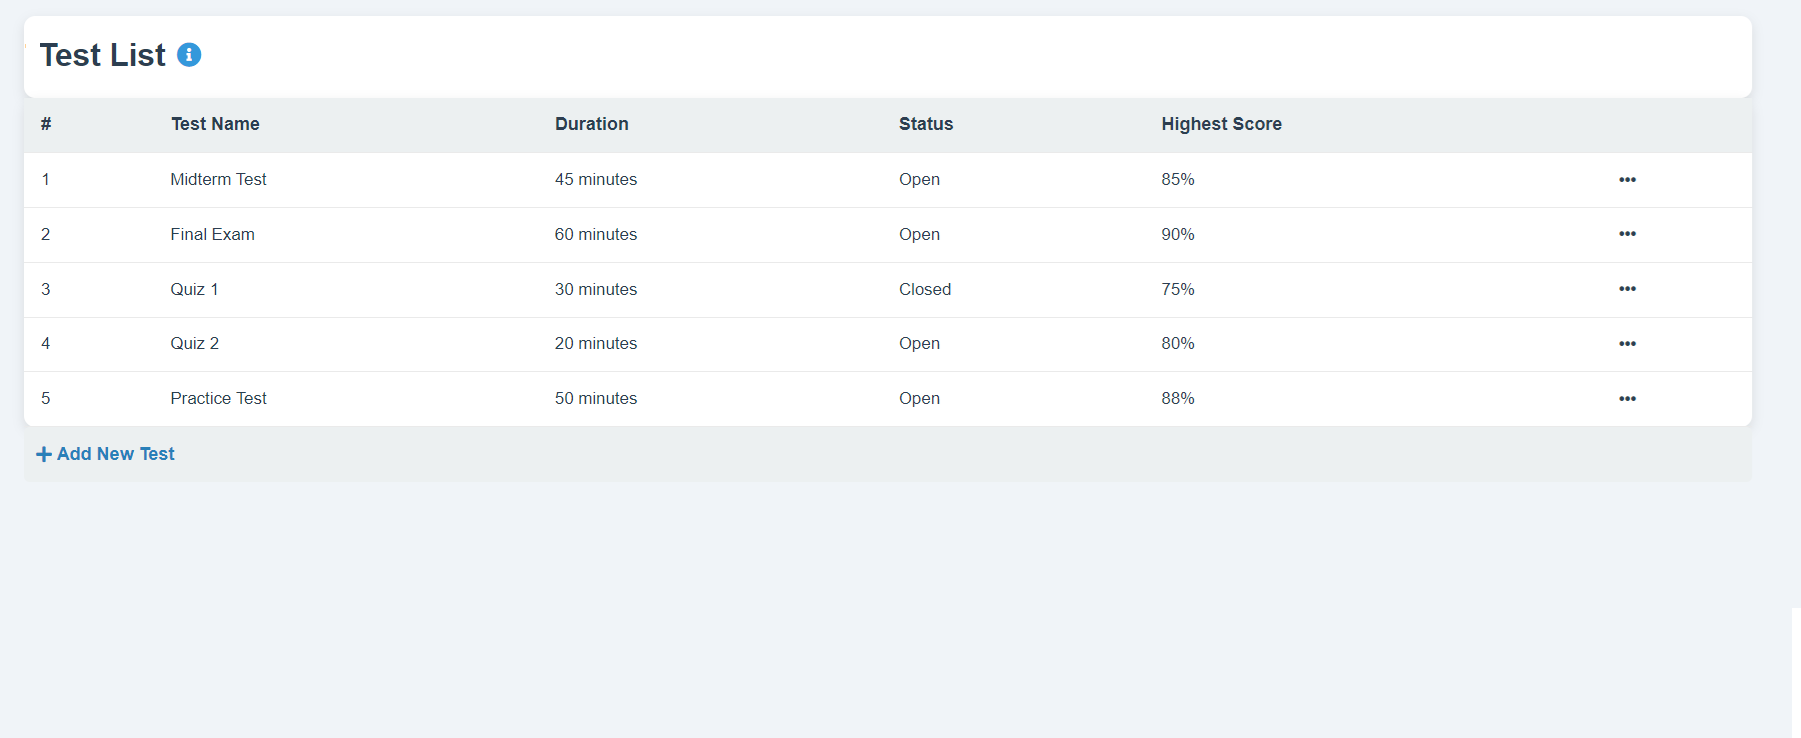 Test List
# Test Name Duration Status Highest Score
1 Midterm Test 45 minutes Open 85% •••
2 Final Exam 60 minutes Open 90% •••
3 Quiz 1 30 minutes Closed 75% •••
4 Quiz 2 20 minutes Open 80% •••
5 Practice Test 50 minutes Open 88% •••
+ Add New Test